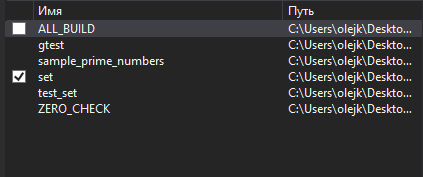 Имя Путь
ALL_BUILD C:\Users\olejk\Deskto...
gtest C:\Users\olejk\Deskto...
sample_prime_numbers C:\Users\olejk\Deskto...
set C:\Users\olejk\Deskto...
test_set C:\Users\olejk\Deskto...
ZERO_CHECK C:\Users\olejk\Deskto...